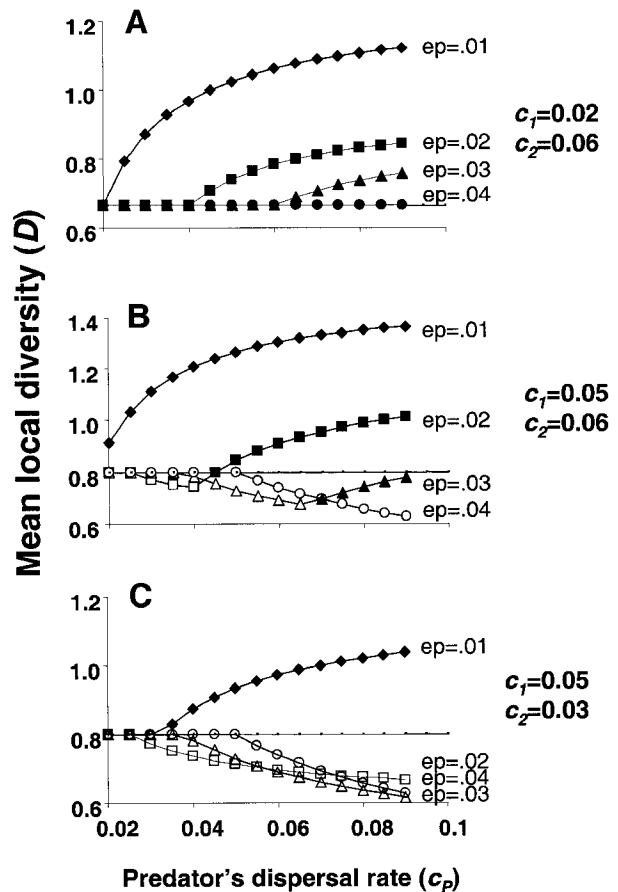 A
1.2
1.0
0.8
0.6
ep=.01
ep=.02
ep=.03
ep=.04
c1=0.02
c2=0.06
Mean local diversity (D)
B
1.4
1.2
1.0
0.8
0.6
ep=.01
ep=.02
ep=.03
ep=.04
c1=0.05
c2=0.06
C
1.2
1.0
0.8
0.6
ep=.01
ep=.02
ep=.04
ep=.03
c1=0.05
c2=0.03
0.02 0.04 0.06 0.08 0.1
Predator's dispersal rate (cP)